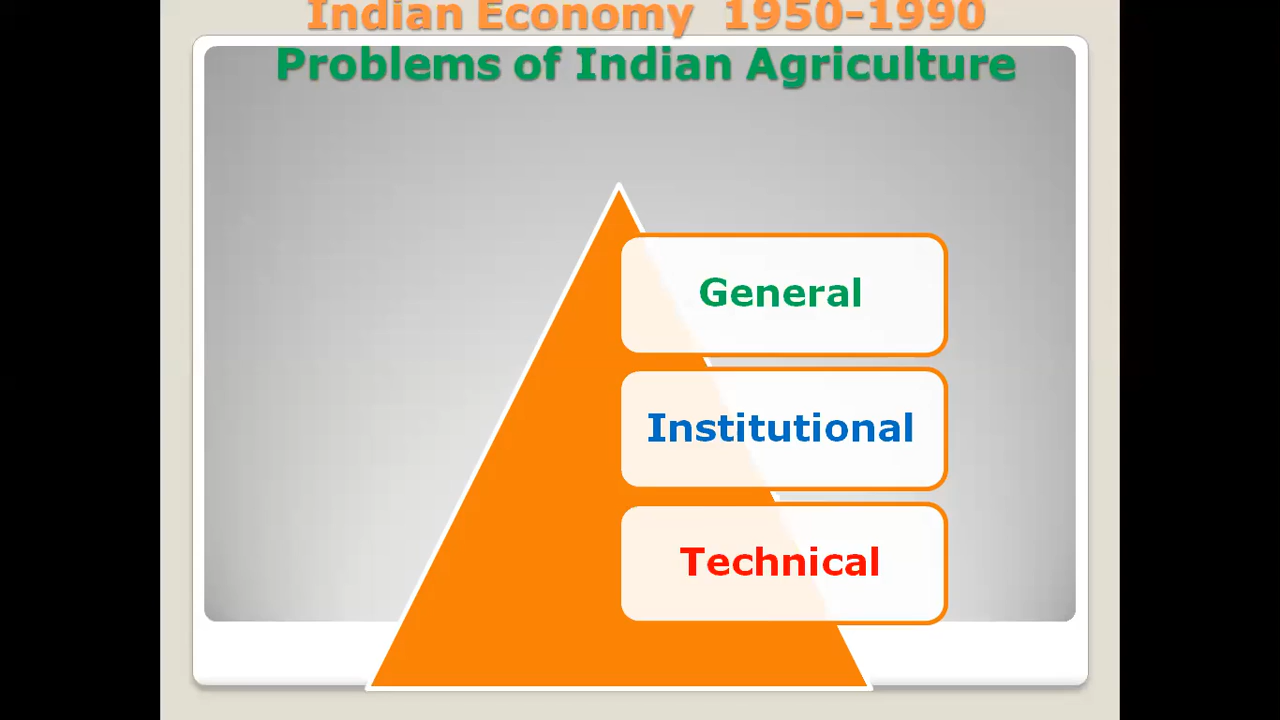 Indian Economy 1950-1990
Problems of Indian Agriculture
General
Institutional
Technical